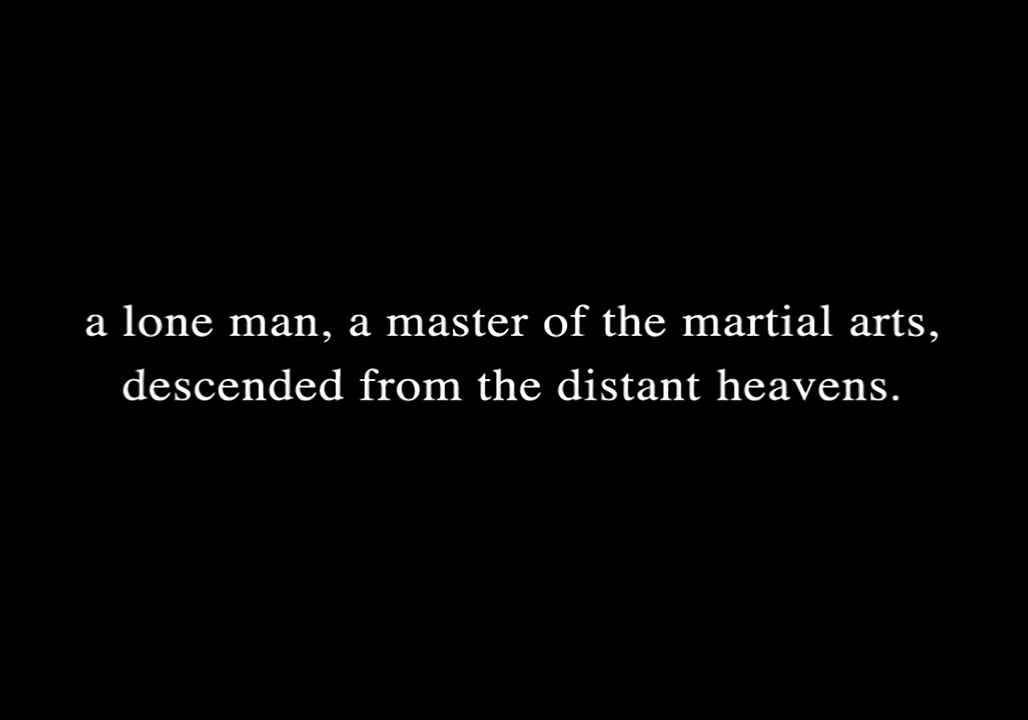 a lone man, a master of the martial arts,
descended from the distant heavens.